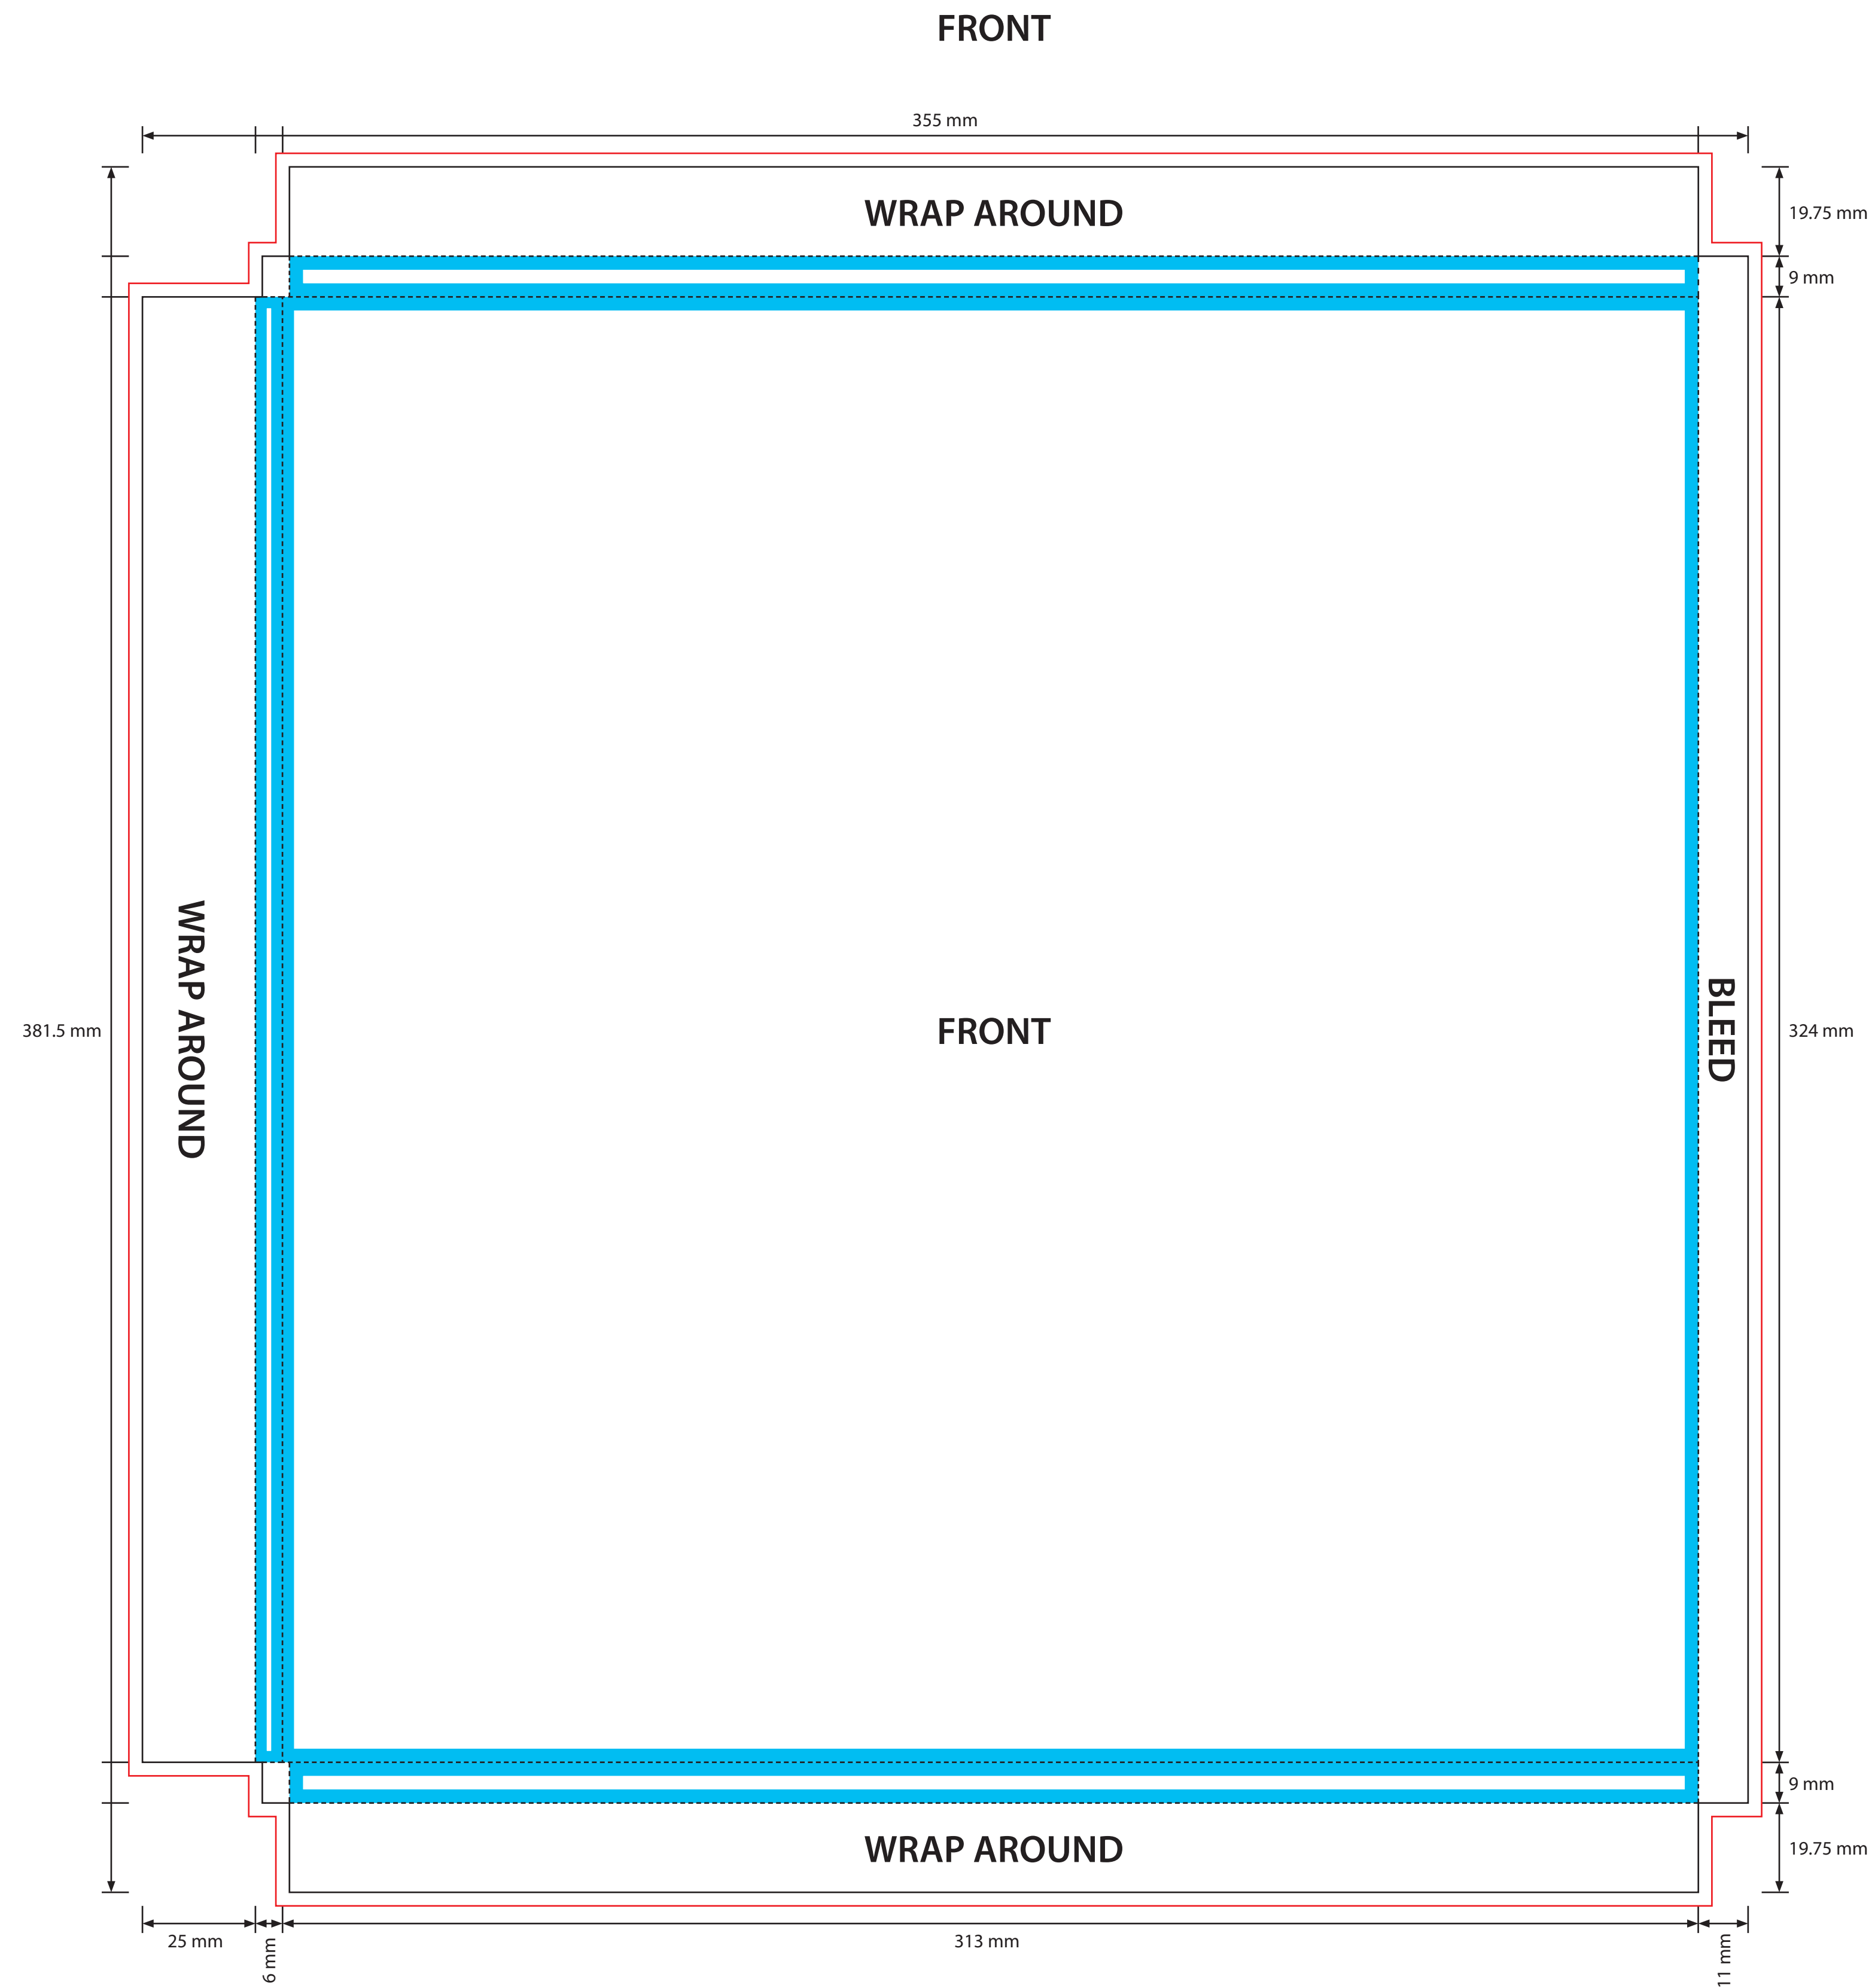 FRONT
355 mm
WRAP AROUND
19.75 mm
9 mm
WRAP AROUND
381.5 mm
FRONT
BLEED
324 mm
9 mm
WRAP AROUND
19.75 mm
25 mm
6 mm
313 mm
11 mm